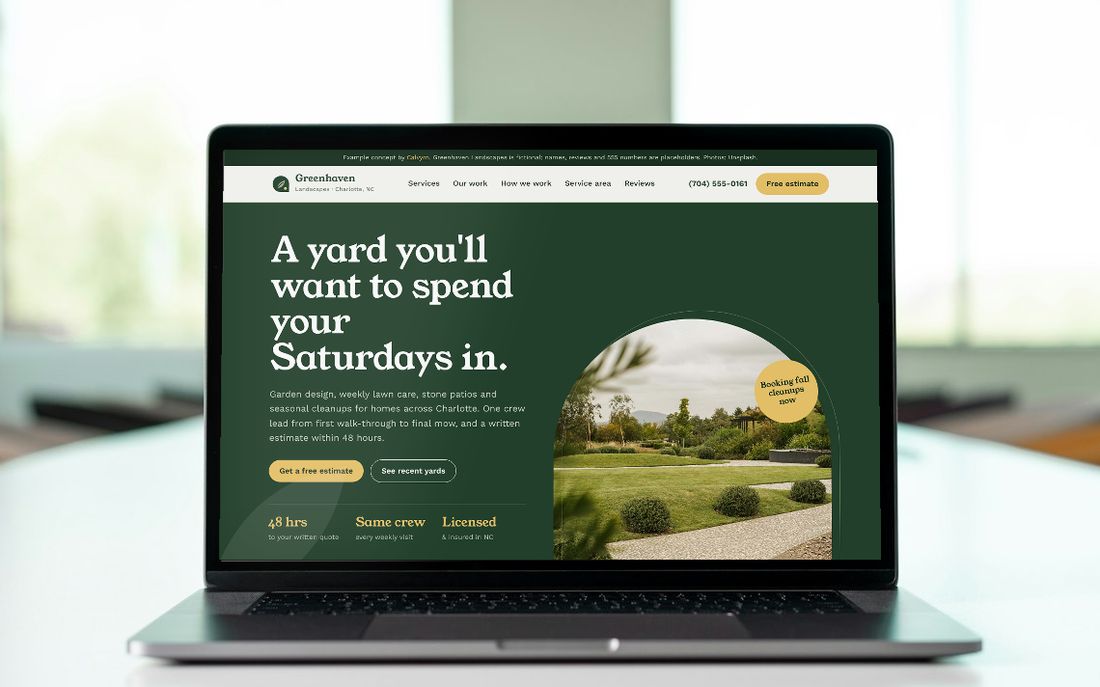 Example concept by Calvyro. Greenhaven Landscapes is fictional; names, reviews and 555 numbers are placeholders. Photos: Unsplash.
Greenhaven
Landscapes · Charlotte, NC
Services Our work How we work Service area Reviews (704) 555-0161 Free estimate
A yard you'll
want to spend
your
Saturdays in.
Garden design, weekly lawn care, stone patios and
seasonal cleanups for homes across Charlotte. One crew
lead from first walk-through to final mow, and a written
estimate within 48 hours.
Get a free estimate See recent yards
48 hrs
to your written quote
Same crew
every weekly visit
Licensed
& insured in NC
Booking fall
cleanups
now